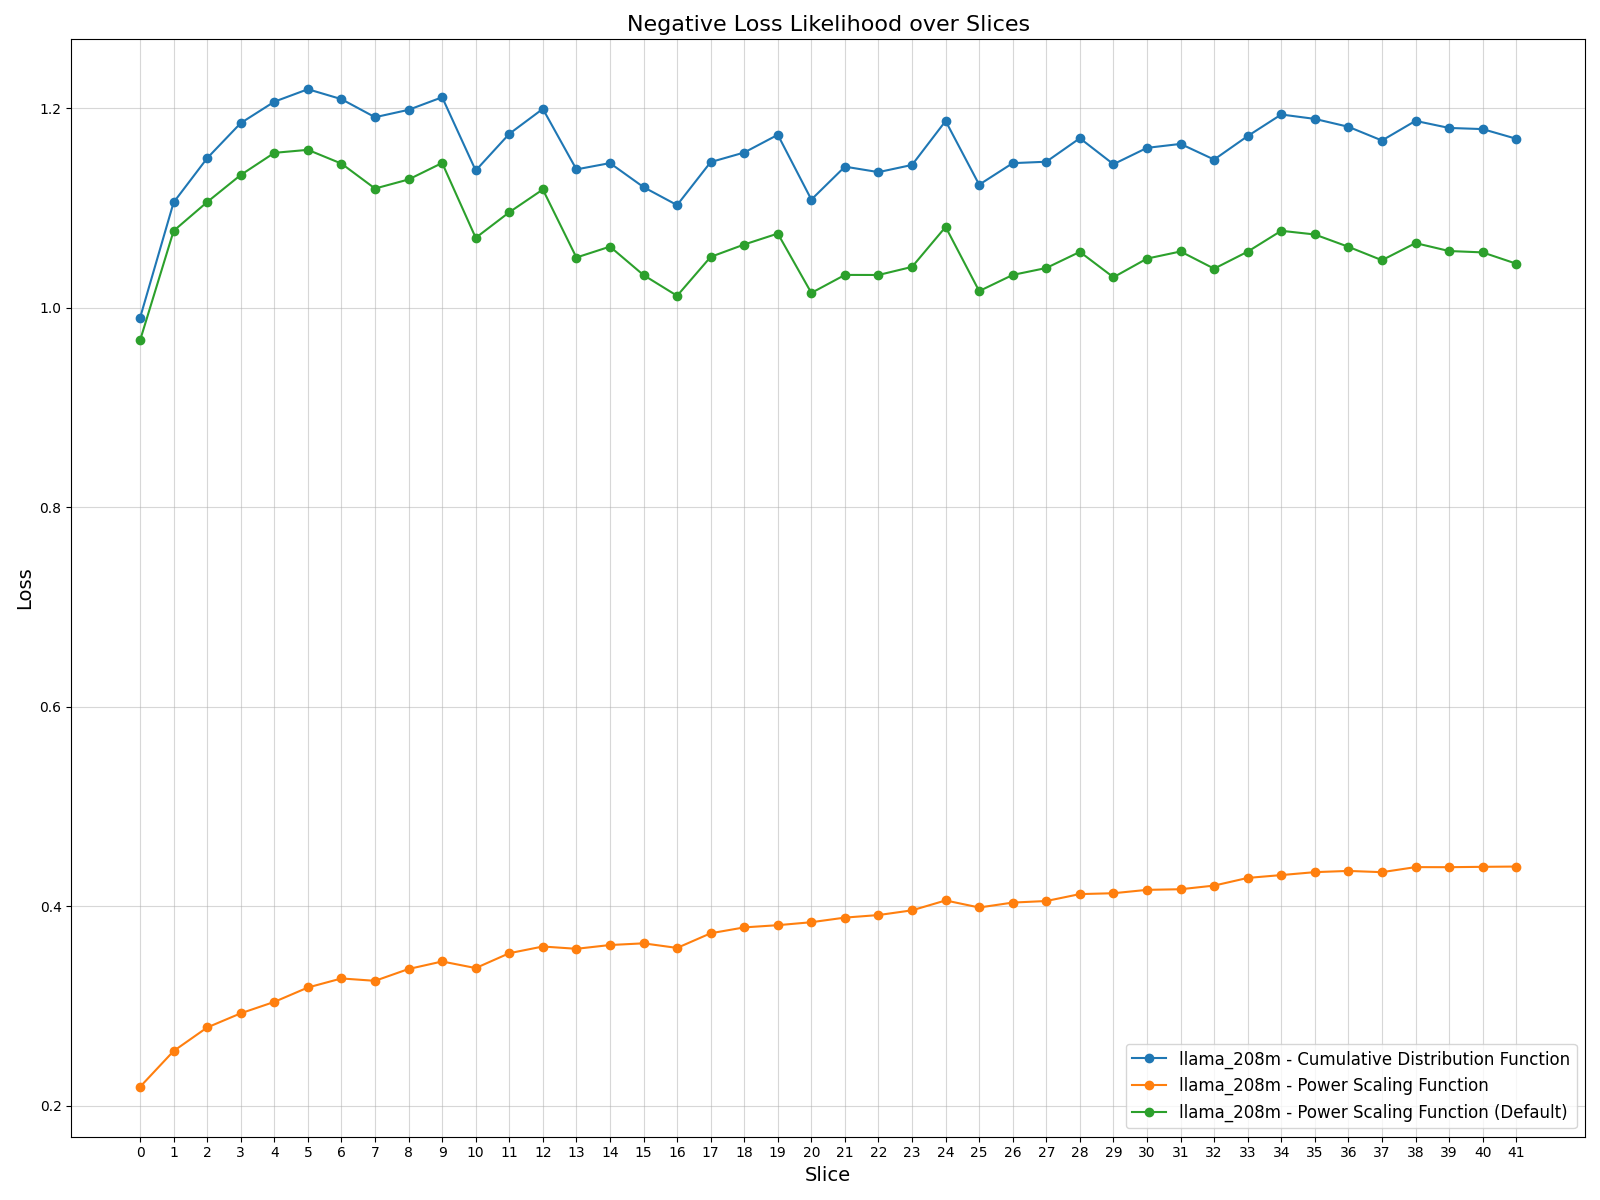 Negative Loss Likelihood over Slices
1.2
1.0
0.8
0.6
0.4
0.2
Loss
llama_208m - Cumulative Distribution Function
llama_208m - Power Scaling Function
llama_208m - Power Scaling Function (Default)
0 1 2 3 4 5 6 7 8 9 10 11 12 13 14 15 16 17 18 19 20 21 22 23 24 25 26 27 28 29 30 31 32 33 34 35 36 37 38 39 40 41
Slice